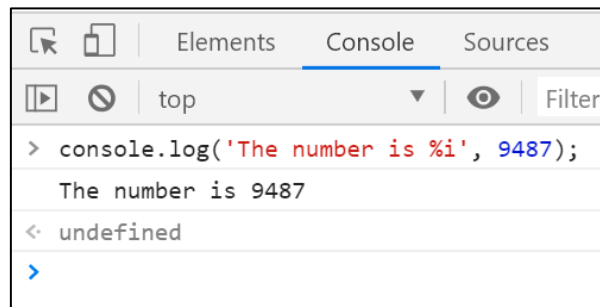 Elements Console Sources
top Filter
> console.log('The number is %i', 9487);
The number is 9487
<· undefined
>